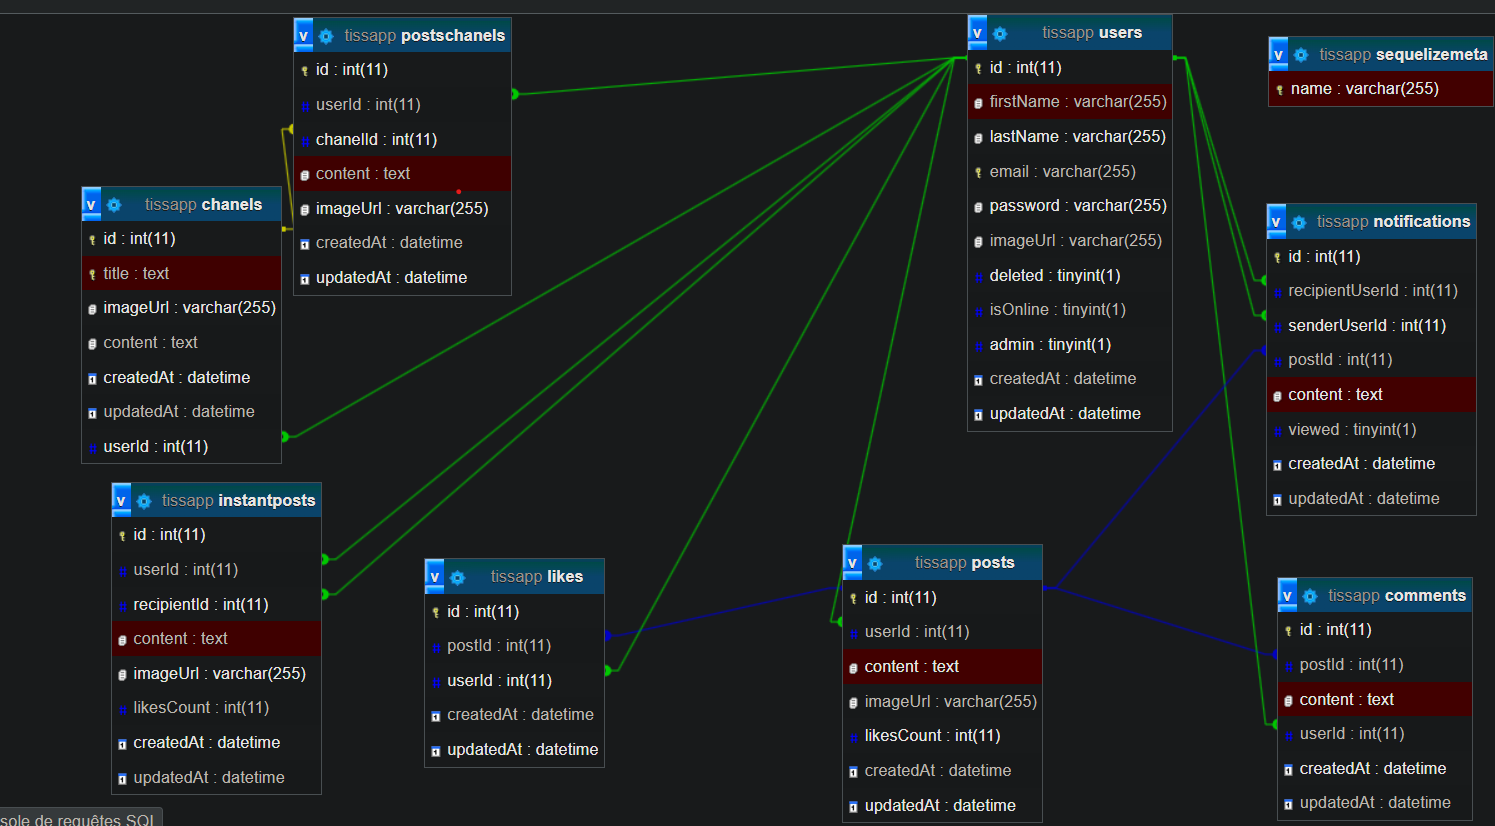 v tissapp postschanels
id : int(11)
userId : int(11)
chanelId : int(11)
content : text
imageUrl : varchar(255)
createdAt : datetime
updatedAt : datetime
v tissapp users
id : int(11)
firstName : varchar(255)
lastName : varchar(255)
email : varchar(255)
password : varchar(255)
imageUrl : varchar(255)
deleted : tinyint(1)
isOnline : tinyint(1)
admin : tinyint(1)
createdAt : datetime
updatedAt : datetime
v tissapp sequelizemeta
name : varchar(255)
v tissapp chanels
id : int(11)
title : text
imageUrl : varchar(255)
content : text
createdAt : datetime
updatedAt : datetime
userId : int(11)
v tissapp notifications
id : int(11)
recipientUserId : int(11)
senderUserId : int(11)
postId : int(11)
content : text
viewed : tinyint(1)
createdAt : datetime
updatedAt : datetime
v tissapp instantposts
id : int(11)
userId : int(11)
recipientId : int(11)
content : text
imageUrl : varchar(255)
likesCount : int(11)
createdAt : datetime
updatedAt : datetime
v tissapp likes
id : int(11)
postId : int(11)
userId : int(11)
createdAt : datetime
updatedAt : datetime
v tissapp posts
id : int(11)
userId : int(11)
content : text
imageUrl : varchar(255)
likesCount : int(11)
createdAt : datetime
updatedAt : datetime
v tissapp comments
id : int(11)
postId : int(11)
content : text
userId : int(11)
createdAt : datetime
updatedAt : datetime
sole de requêtes SQL